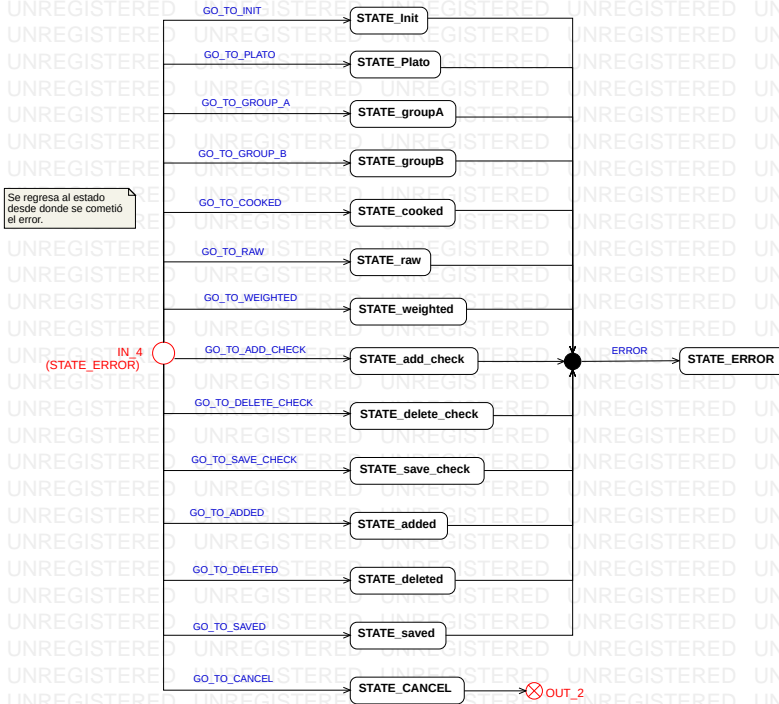 GO_TO_INIT
STATE_Init
GO_TO_PLATO
STATE_Plato
GO_TO_GROUP_A
STATE_groupA
GO_TO_GROUP_B
STATE_groupB
Se regresa al estado
desde donde se cometió
el error.
GO_TO_COOKED
STATE_cooked
GO_TO_RAW
STATE_raw
GO_TO_WEIGHTED
STATE_weighted
IN_4
(STATE_ERROR)
GO_TO_ADD_CHECK
STATE_add_check
ERROR
STATE_ERROR
GO_TO_DELETE_CHECK
STATE_delete_check
GO_TO_SAVE_CHECK
STATE_save_check
GO_TO_ADDED
STATE_added
GO_TO_DELETED
STATE_deleted
GO_TO_SAVED
STATE_saved
GO_TO_CANCEL
STATE_CANCEL
OUT_2
UNREGISTERED